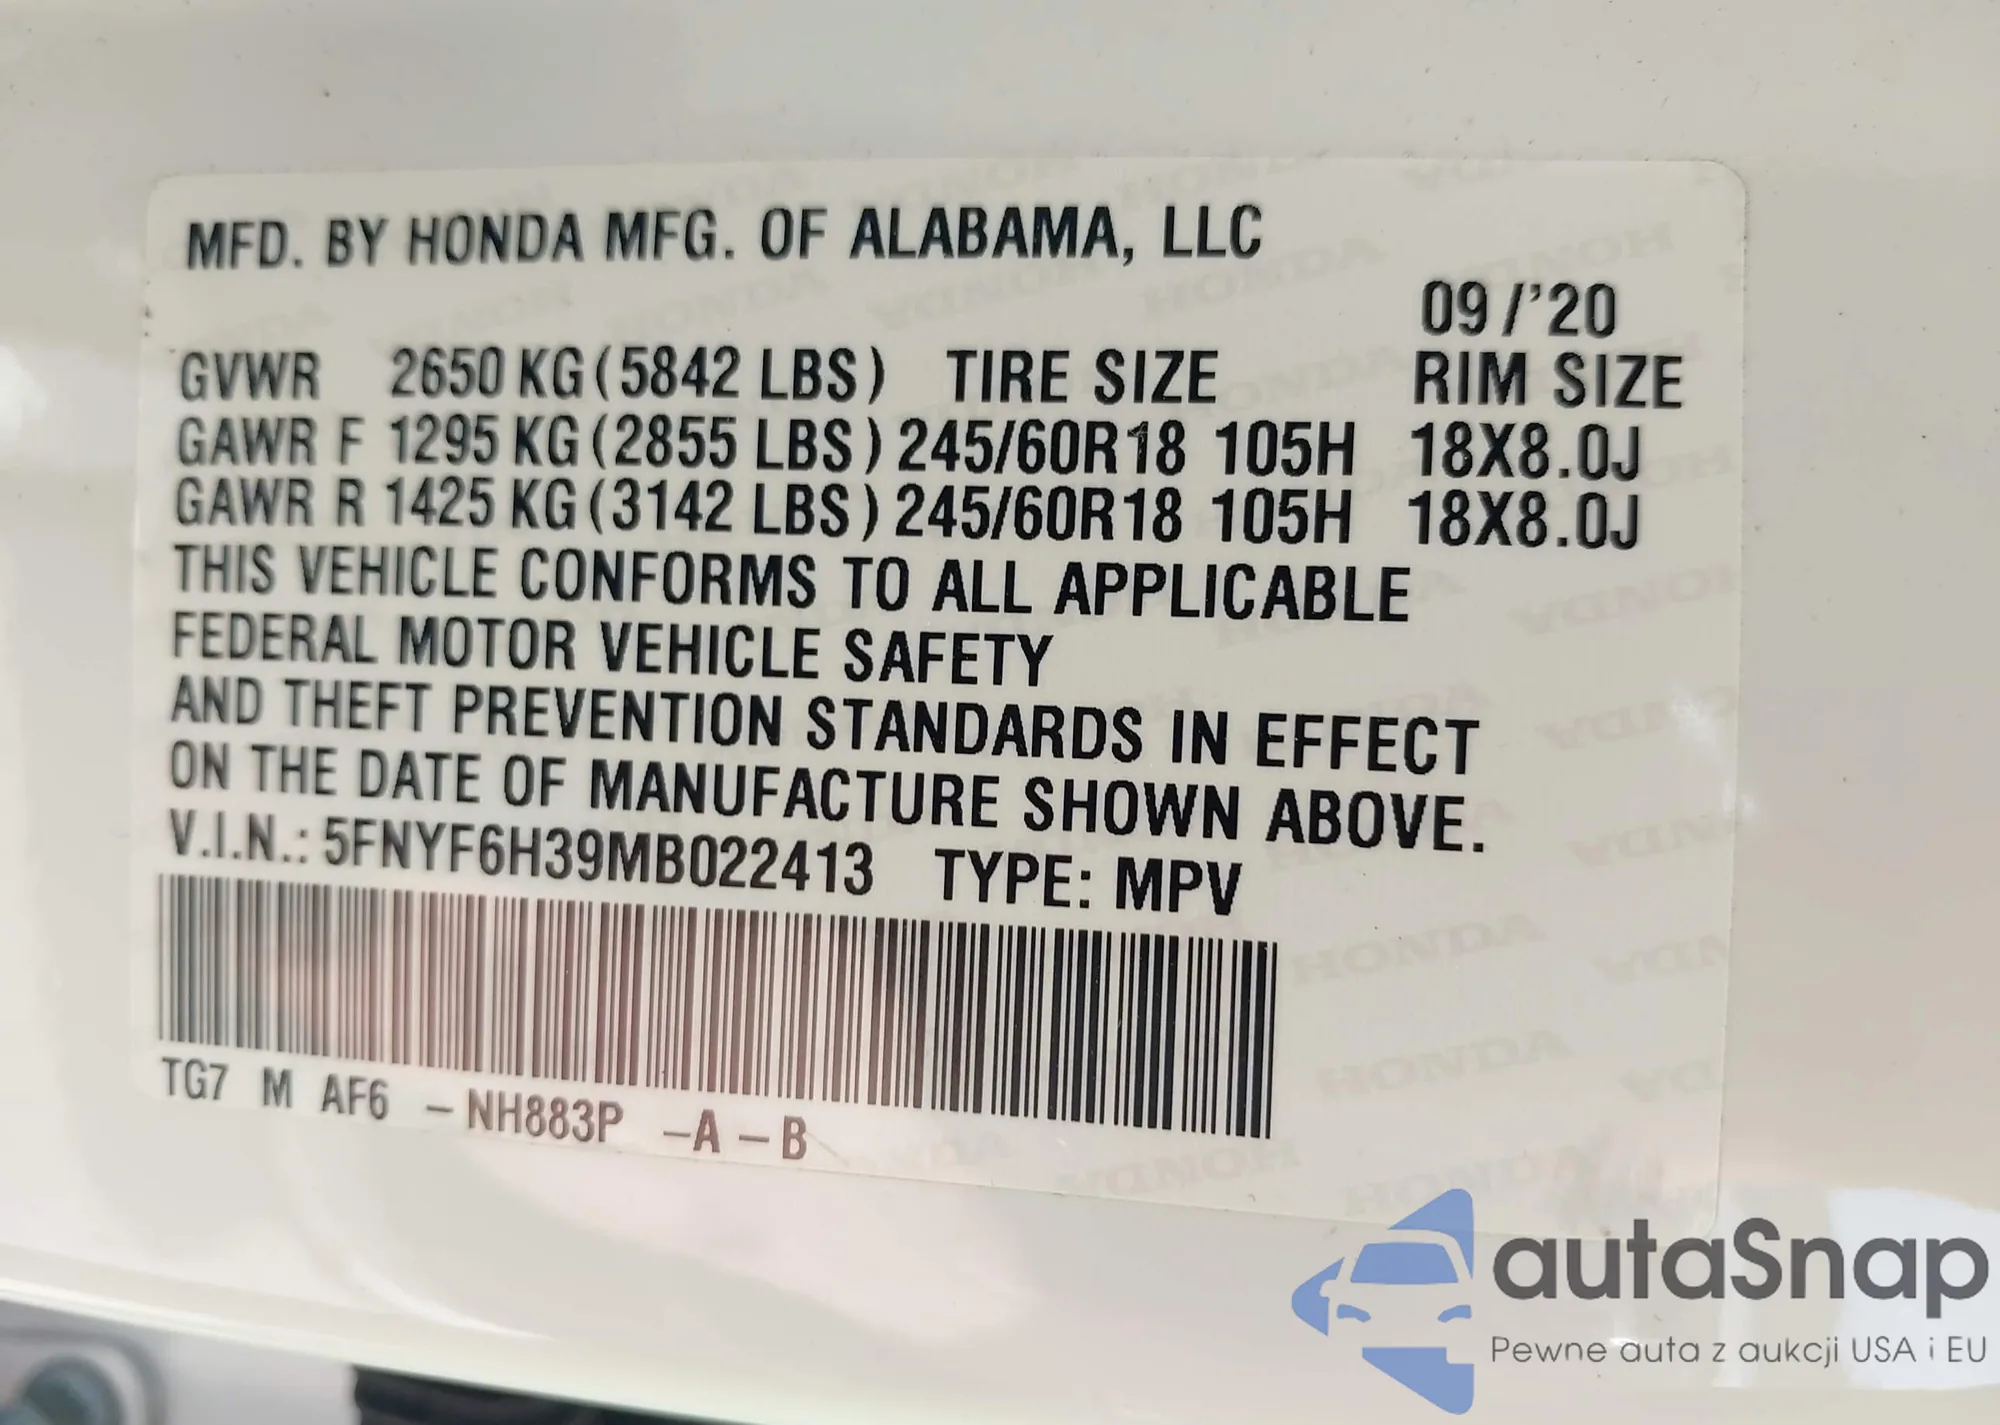 MFD. BY HONDA MFG. OF ALABAMA, LLC
09/'20
GVWR 2650 KG (5842 LBS) TIRE SIZE RIM SIZE
GAWR F 1295 KG (2855 LBS) 245/60R18 105H 18X8.0J
GAWR R 1425 KG (3142 LBS) 245/60R18 105H 18X8.0J
THIS VEHICLE CONFORMS TO ALL APPLICABLE
FEDERAL MOTOR VEHICLE SAFETY
AND THEFT PREVENTION STANDARDS IN EFFECT
ON THE DATE OF MANUFACTURE SHOWN ABOVE.
V.I.N.: 5FNYF6H39MB022413 TYPE: MPV
TG7 M AF6 –NH883P –A –B
autaSnap
Pewne auta z aukcji USA i EU